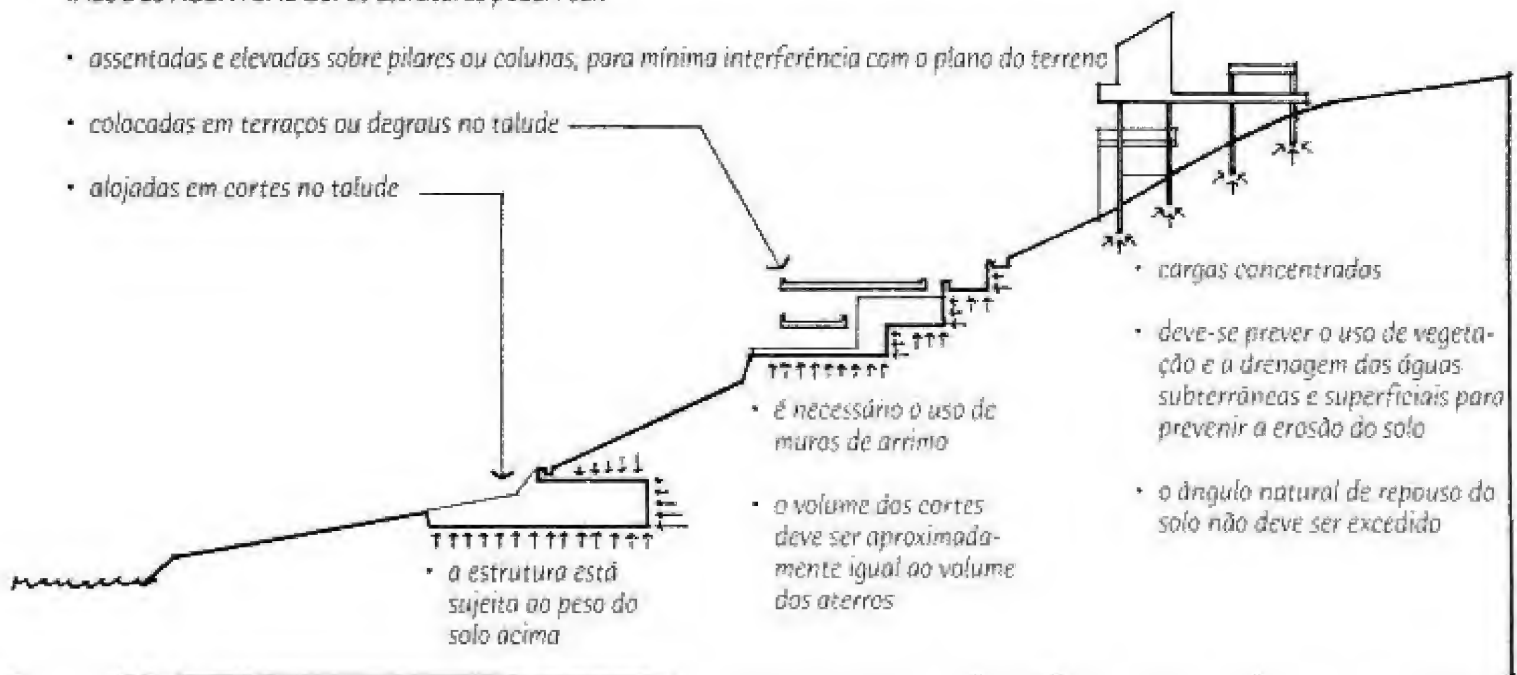 • assentadas e elevadas sobre pilares ou colunas, para mínima interferência com o plano do terreno
• colocadas em terraços ou degraus no talude
• alojadas em cortes no talude
• cargas concentradas
• deve-se prever o uso de vegeta-
ção e a drenagem das águas
subterrâneas e superficiais para
prevenir a erosão do solo
• é necessário o uso de
muros de arrimo
• o volume dos cortes
deve ser aproximada-
mente igual ao volume
dos aterros
• o ângulo natural de repouso do
solo não deve ser excedido
• a estrutura está
sujeita ao peso do
solo acima